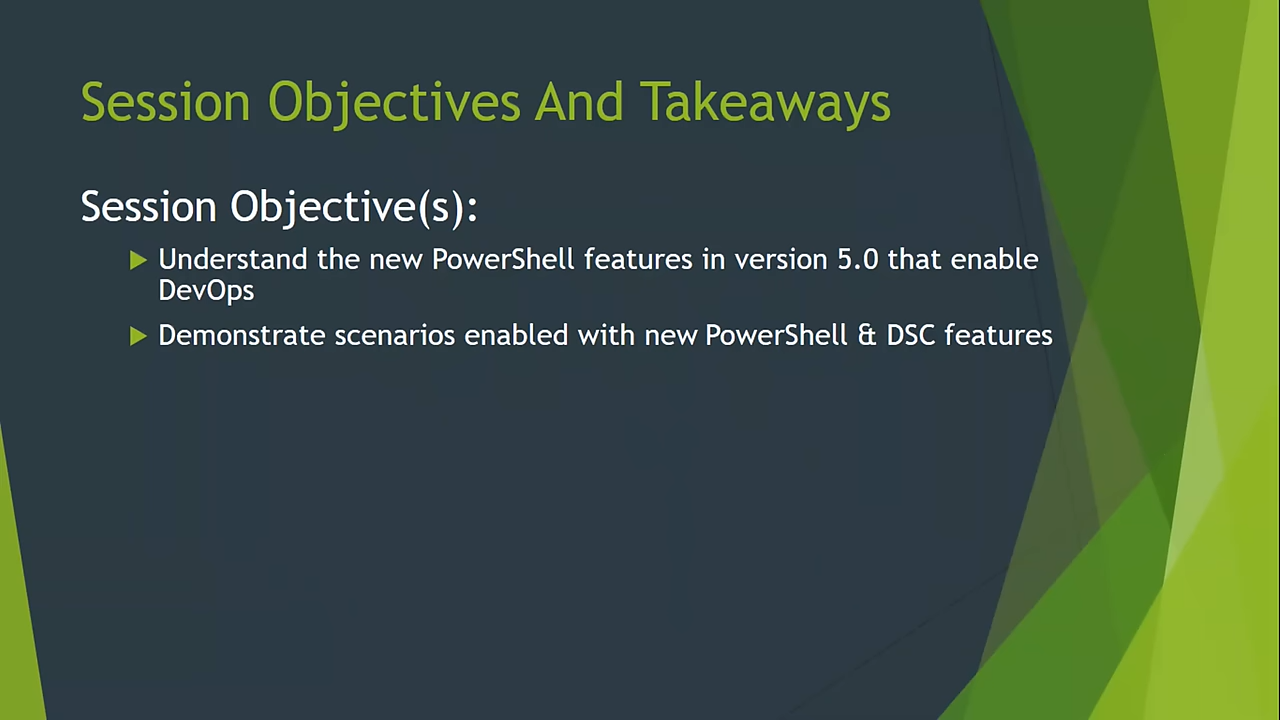 Session Objectives And Takeaways
Session Objective(s):
Understand the new PowerShell features in version 5.0 that enable
DevOps
Demonstrate scenarios enabled with new PowerShell & DSC features